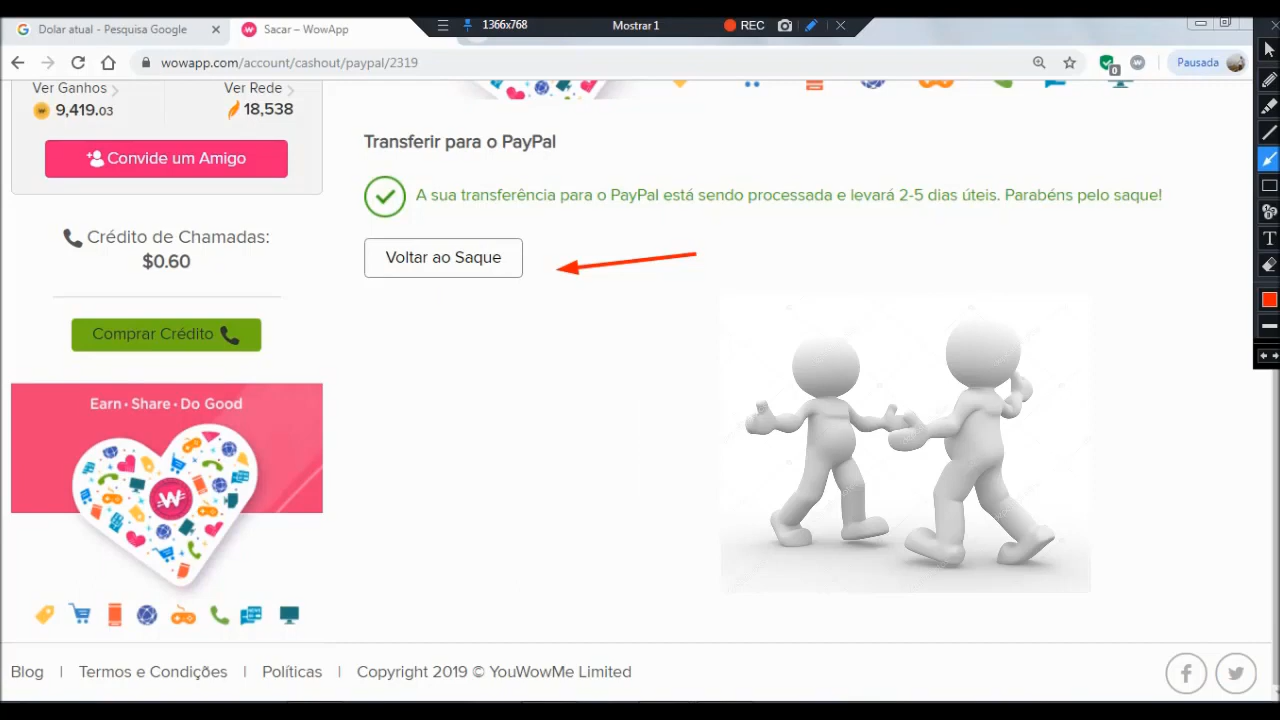 Dolar atual - Pesquisa Google
Sacar – WowApp
1366x768
Mostrar 1
REC
wowapp.com/account/cashout/paypal/2319
0
Pausada
Ver Ganhos
Ver Rede
9,419.03
18,538
Convide um Amigo
Crédito de Chamadas:
$0.60
Comprar Crédito
Earn • Share • Do Good
W
Transferir para o PayPal
A sua transferência para o PayPal está sendo processada e levará 2-5 dias úteis. Parabéns pelo saque!
Voltar ao Saque
Blog | Termos e Condições | Políticas | Copyright 2019 © YouWowMe Limited